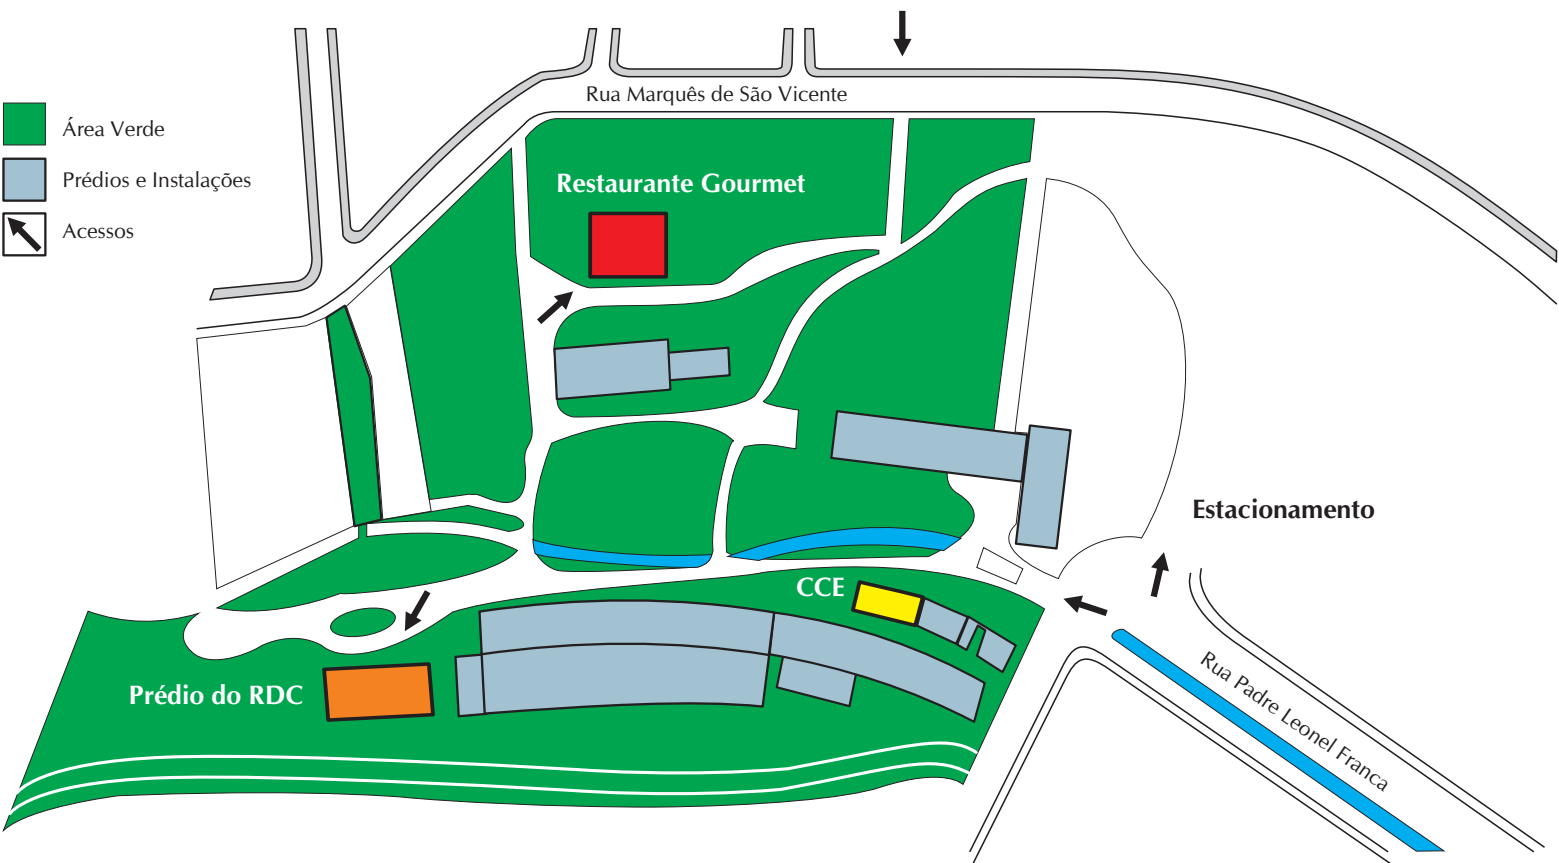 Rua Marquês de São Vicente
Área Verde
Prédios e Instalações
Acessos
Restaurante Gourmet
Estacionamento
CCE
Prédio do RDC
Rua Padre Leonel Franca